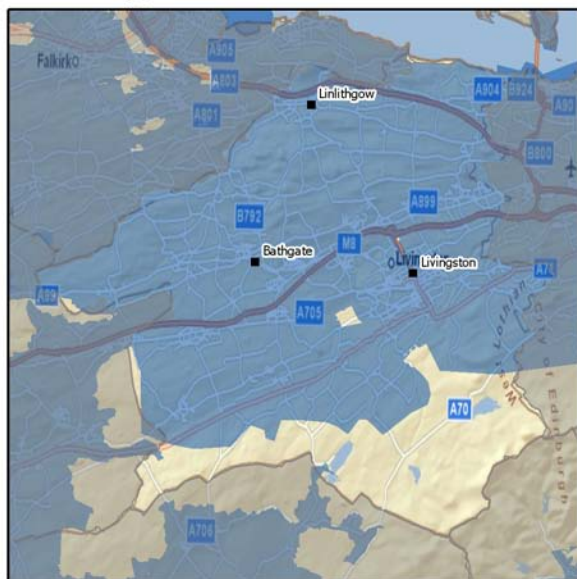 A905
Falkirk
A803
Linlithgow
A904
B924
A90
A801
B800
B792
A899
Bathgate
M8
Livingston
A70
A89
A705
West Lothian
City of Edinburgh
A70
A706